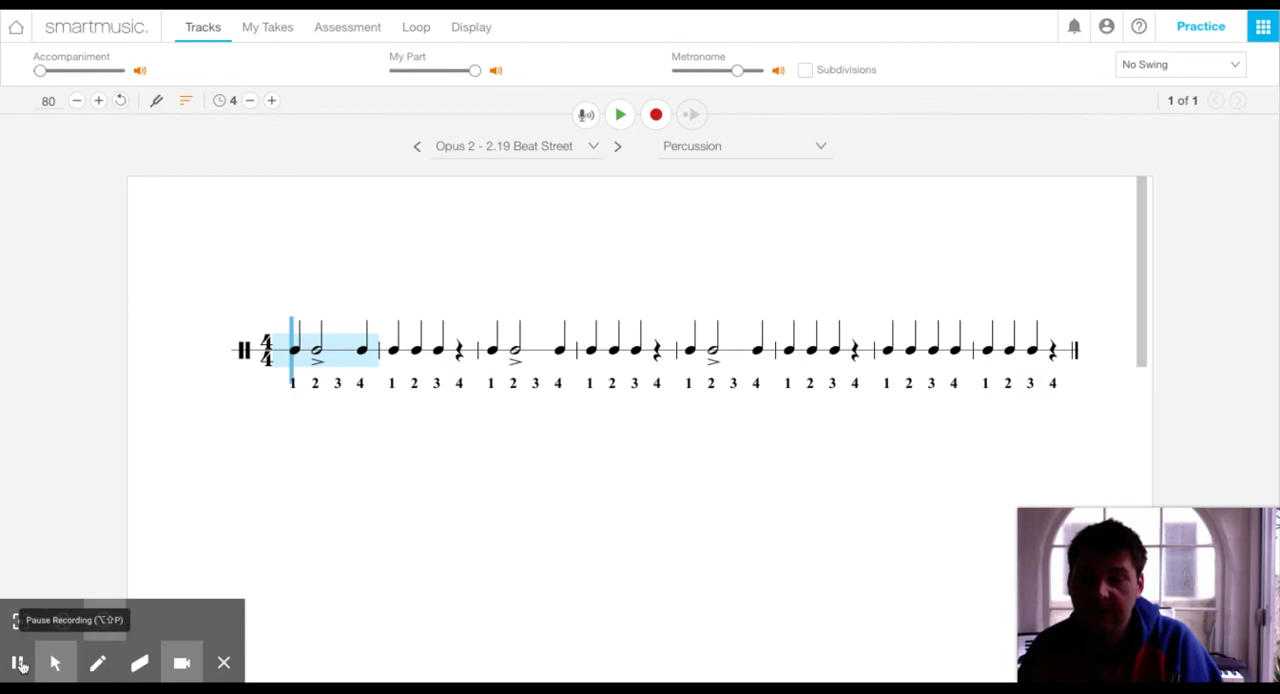 smartmusic. Tracks My Takes Assessment Loop Display Practice
Accompaniment My Part Metronome Subdivisions No Swing
80 4 1 of 1
Opus 2 - 2.19 Beat Street Percussion
4
4
1 2 3 4 1 2 3 4 1 2 3 4 1 2 3 4 1 2 3 4 1 2 3 4 1 2 3 4 1 2 3 4
Pause Recording (⌥⇧P)